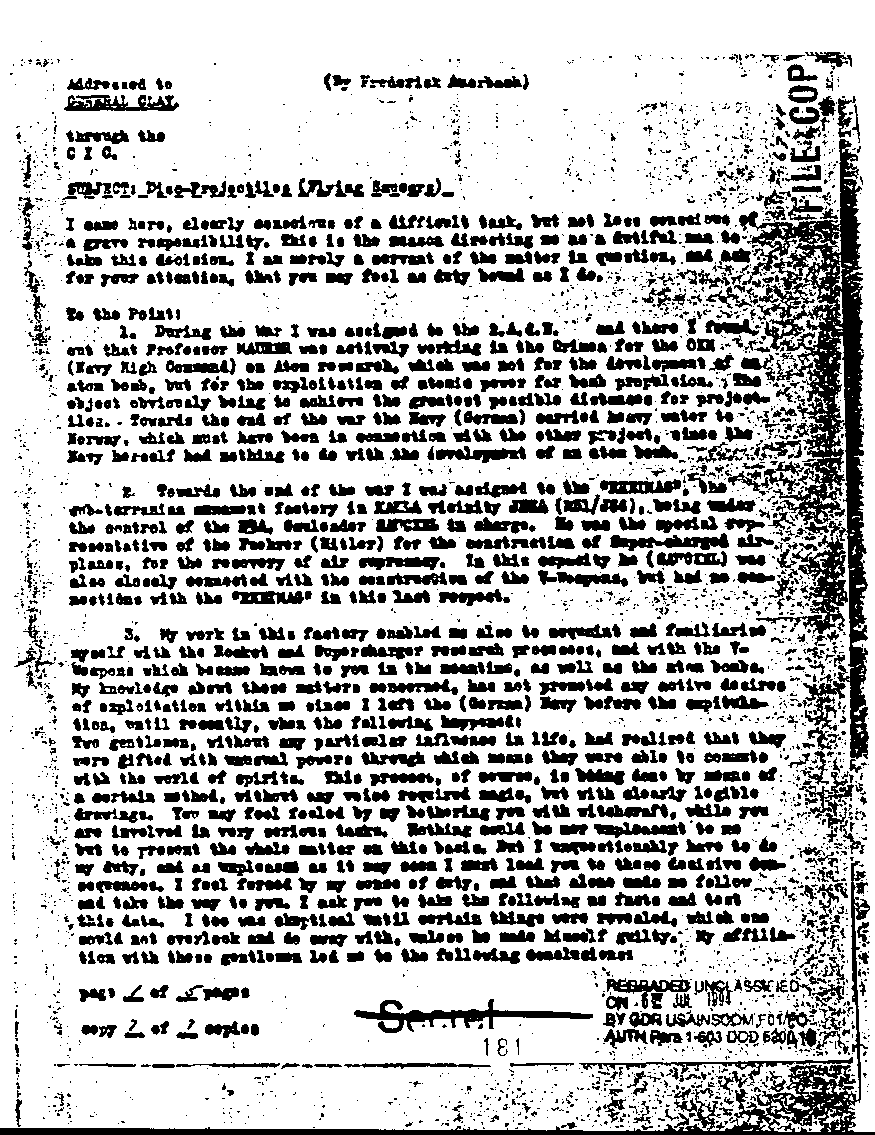 Addressed to
(By Frederick Auerbach)
GENERAL CLAY,
FILE COPY
through the
C I C.
SUBJECT: Disc-Projectiles (Flying Saucers)
I came here, clearly conscious of a difficult task, but not less conscious of
a grave responsibility. This is the reason directing me as a dutiful man to
take this decision. I am merely a servant of the matter in question, and ask
for your attention, that you may feel as duty bound as I do.
To the Point:
1. During the War I was assigned to the and there I found
out that Professor was actively working in the Crimea for the OKM
(Navy High Command) on Atom research, which was not for the development of an
atom bomb, but for the exploitation of atomic power for bomb propulsion. The
object obviously being to achieve the greatest possible distances for project-
iles. Towards the end of the war the Navy (German) carried heavy water to
Norway, which must have been in connection with the other project, since the
Navy herself had nothing to do with the development of an atom bomb.
2. Towards the end of the war I was assigned to the "REHIMAG", the
sub-terranian armament factory in KAHLA vicinity JENA (M51/J54), being under
the control of the Gauleader SAUCKEL in charge. He was the special rep-
resentative of the Fuehrer (Hitler) for the construction of Super-charged air-
planes, for the recovery of air supremacy. In this capacity he (SAUCKEL) was
also closely connected with the construction of the V-Weapons, but had no con-
nections with the "REHIMAG" in this last respect.
3. My work in this factory enabled me also to acquaint and familiarize
myself with the Rocket and Supercharger research processes, and with the V-
Weapons which became known to you in the meantime, as well as the atom bombs.
My knowledge about these matters concerned, has not promoted any active desires
of exploitation within me since I left the (German) Navy before the capitula-
tion, until recently, when the following happened:
Two gentlemen, without any particular influence in life, had realized that they
were gifted with unusual powers through which means they were able to commute
with the world of spirits. This process, of course, is being done by means of
a certain method, without any voice required magic, but with clearly legible
drawings. You may feel fooled by my bothering you with witchcraft, while you
are involved in very serious tasks. Nothing could be mor unpleasant to me
but to present the whole matter on this basis. But I unquestionably have to do
my duty, and as unpleasant as it may seem I must lead you to these decisive con-
sequences. I feel forced by my sense of duty, and that alone made me follow
and take the way to you. I ask you to take the following as facts and test
this data. I too was skeptical until certain things were revealed, which one
could not overlook and do away with, unless he made himself guilty. My affilia-
tion with these gentlemen led me to the following conclusions:
page 1 of 5 pages
copy 2 of 2 copies
Secret
181
REGRADED UNCLASSIFIED
ON JUL 1994
BY CDR USAINSCOM F01/PO
AUTH Para 1-603 DOD 5200.1R